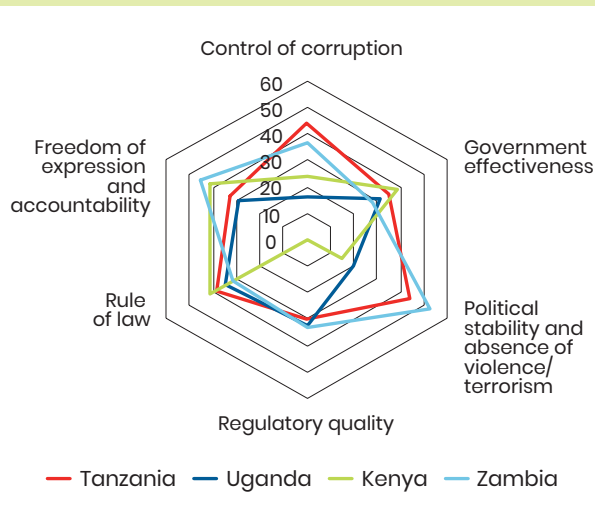 Control of corruption
60
50
40
30
20
10
0
Government
effectiveness
Freedom of
expression
and
accountability
Rule
of law
Political
stability and
absence of
violence/
terrorism
Regulatory quality
Tanzania Uganda Kenya Zambia